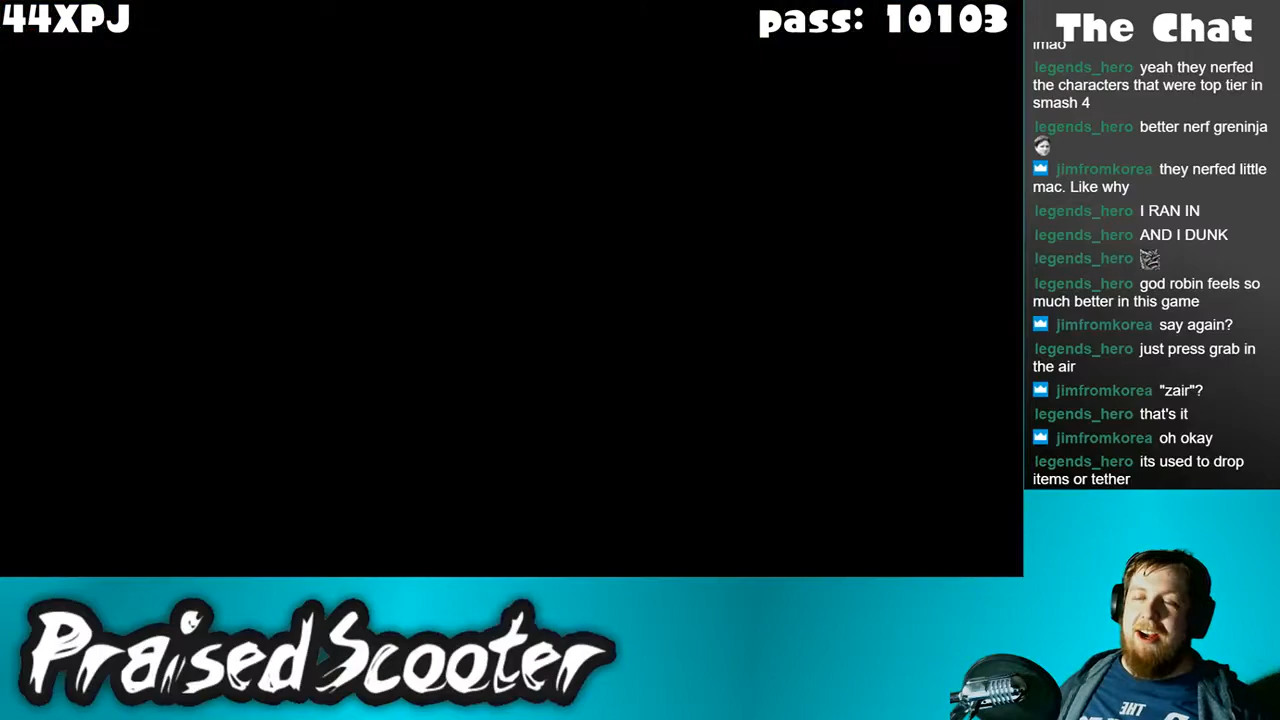 44XPJ
pass: 10103
The Chat
lmao
legends_hero yeah they nerfed
the characters that were top tier in
smash 4
legends_hero better nerf greninja
jimfromkorea they nerfed little
mac. Like why
legends_hero I RAN IN
legends_hero AND I DUNK
legends_hero
legends_hero god robin feels so
much better in this game
jimfromkorea say again?
legends_hero just press grab in
the air
jimfromkorea "zair"?
legends_hero that's it
jimfromkorea oh okay
legends_hero its used to drop
items or tether
PraisedScooter
THE